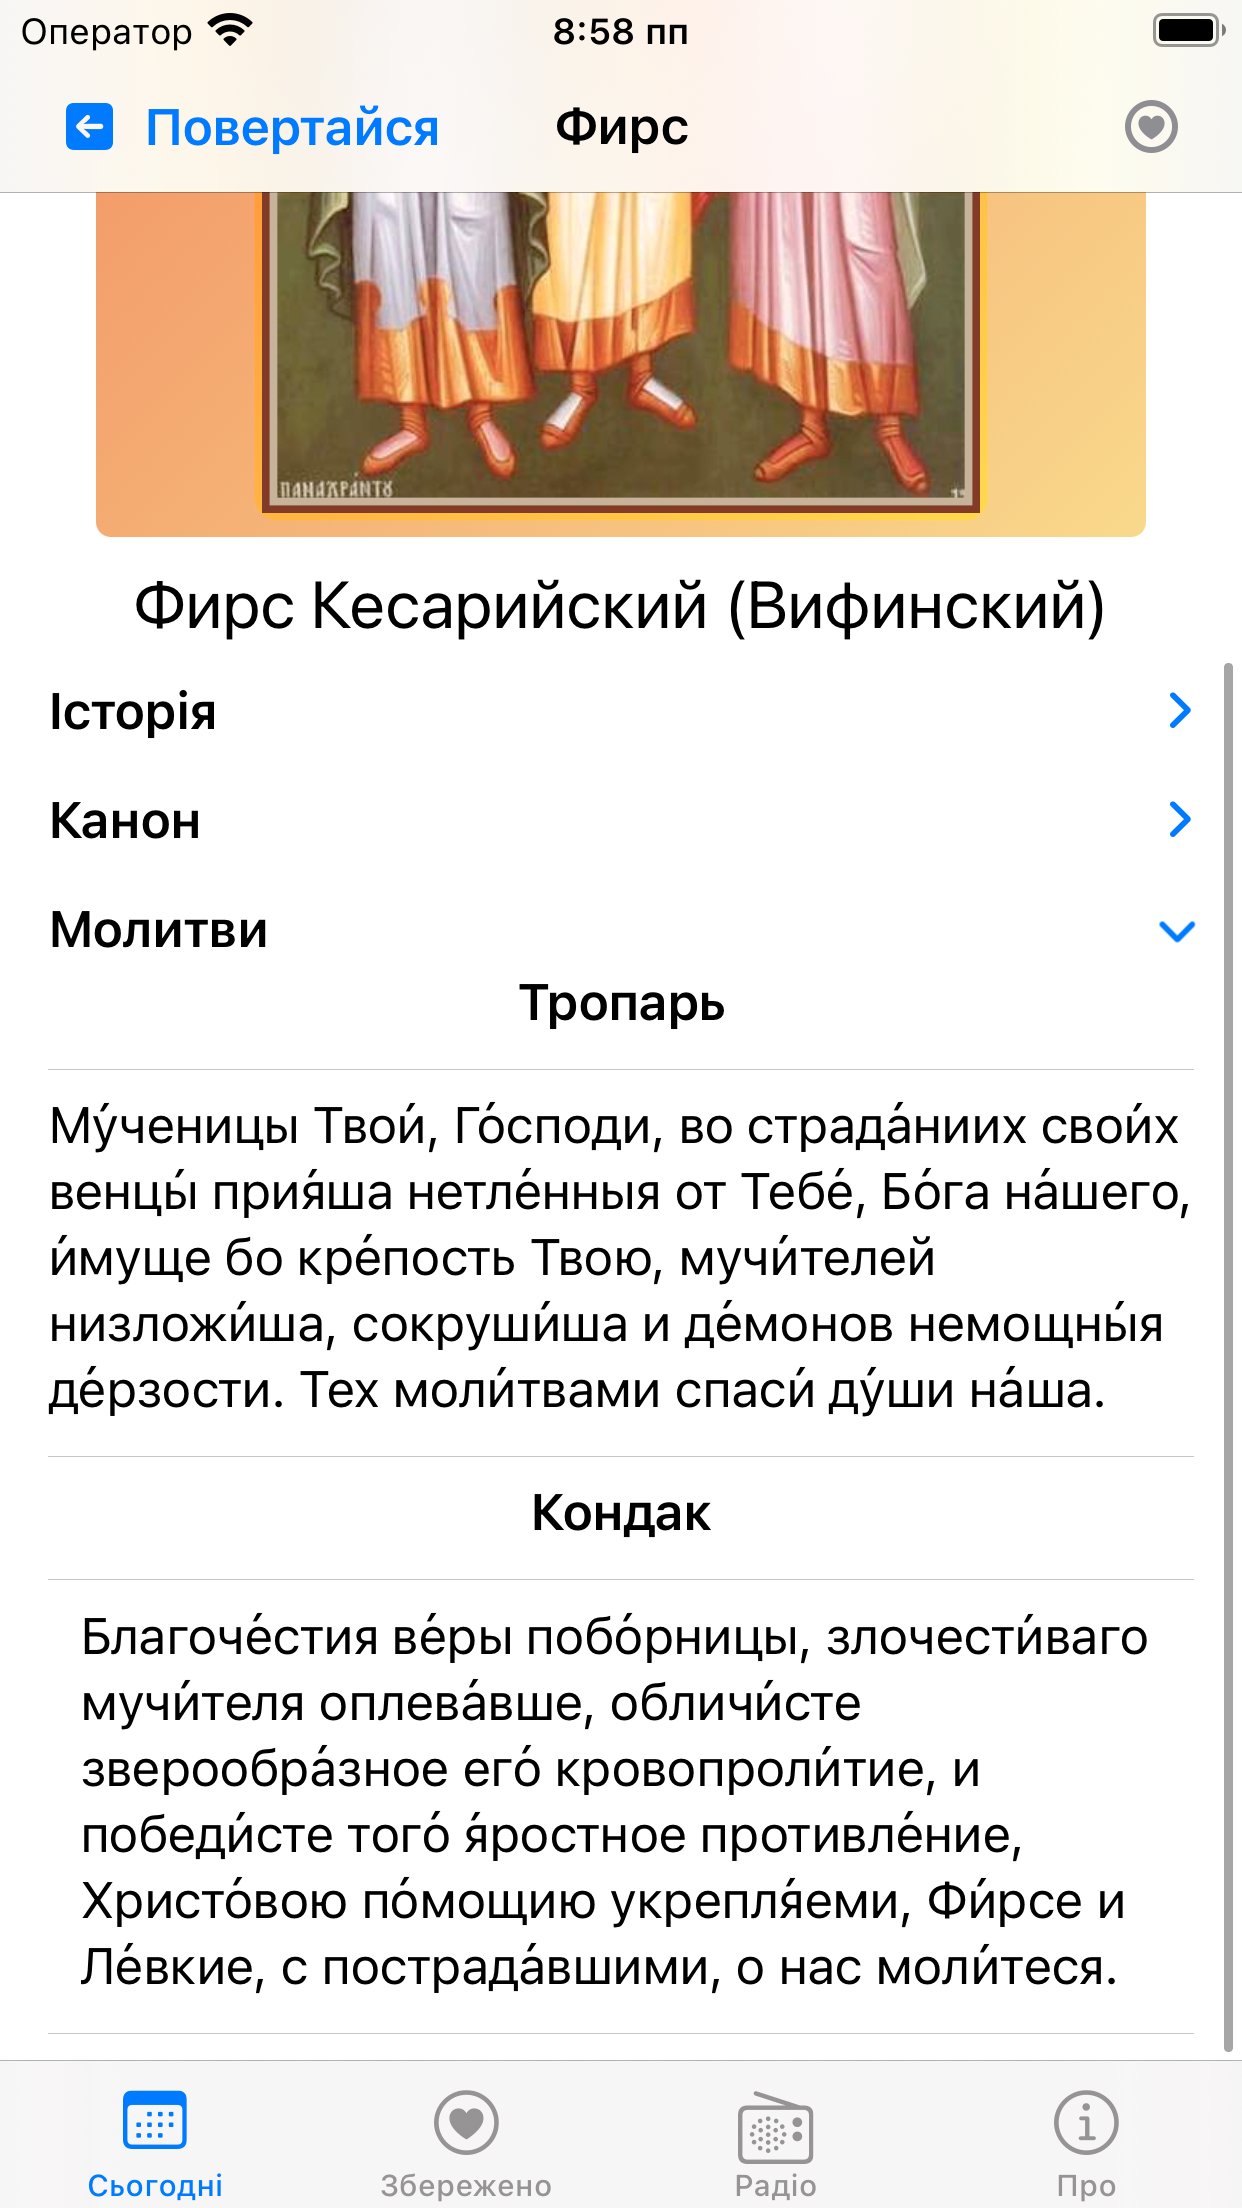 Оператор
8:58 пп
Повертайся
Фирс
ПАНАХРАНТУ
Фирс Кесарийский (Вифинский)
Історія
Канон
Молитви
Тропарь
Му́ченицы Твои́, Го́споди, во страда́ниих свои́х
венцы́ прия́ша нетле́нныя от Тебе́, Бо́га на́шего,
и́муще бо кре́пость Твою, мучи́телей
низложи́ша, сокруши́ша и де́монов немощны́я
де́рзости. Тех моли́твами спаси́ ду́ши на́ша.
Кондак
Благоче́стия ве́ры побо́рницы, злочести́ваго
мучи́теля оплева́вше, обличи́сте
зверообра́зное его́ кровопроли́тие, и
победи́сте того́ я́ростное противле́ние,
Христо́вою по́мощию укрепля́еми, Фи́рсе и
Ле́вкие, с пострада́вшими, о нас моли́теся.
Сьогодні
Збережено
Радіо
Про